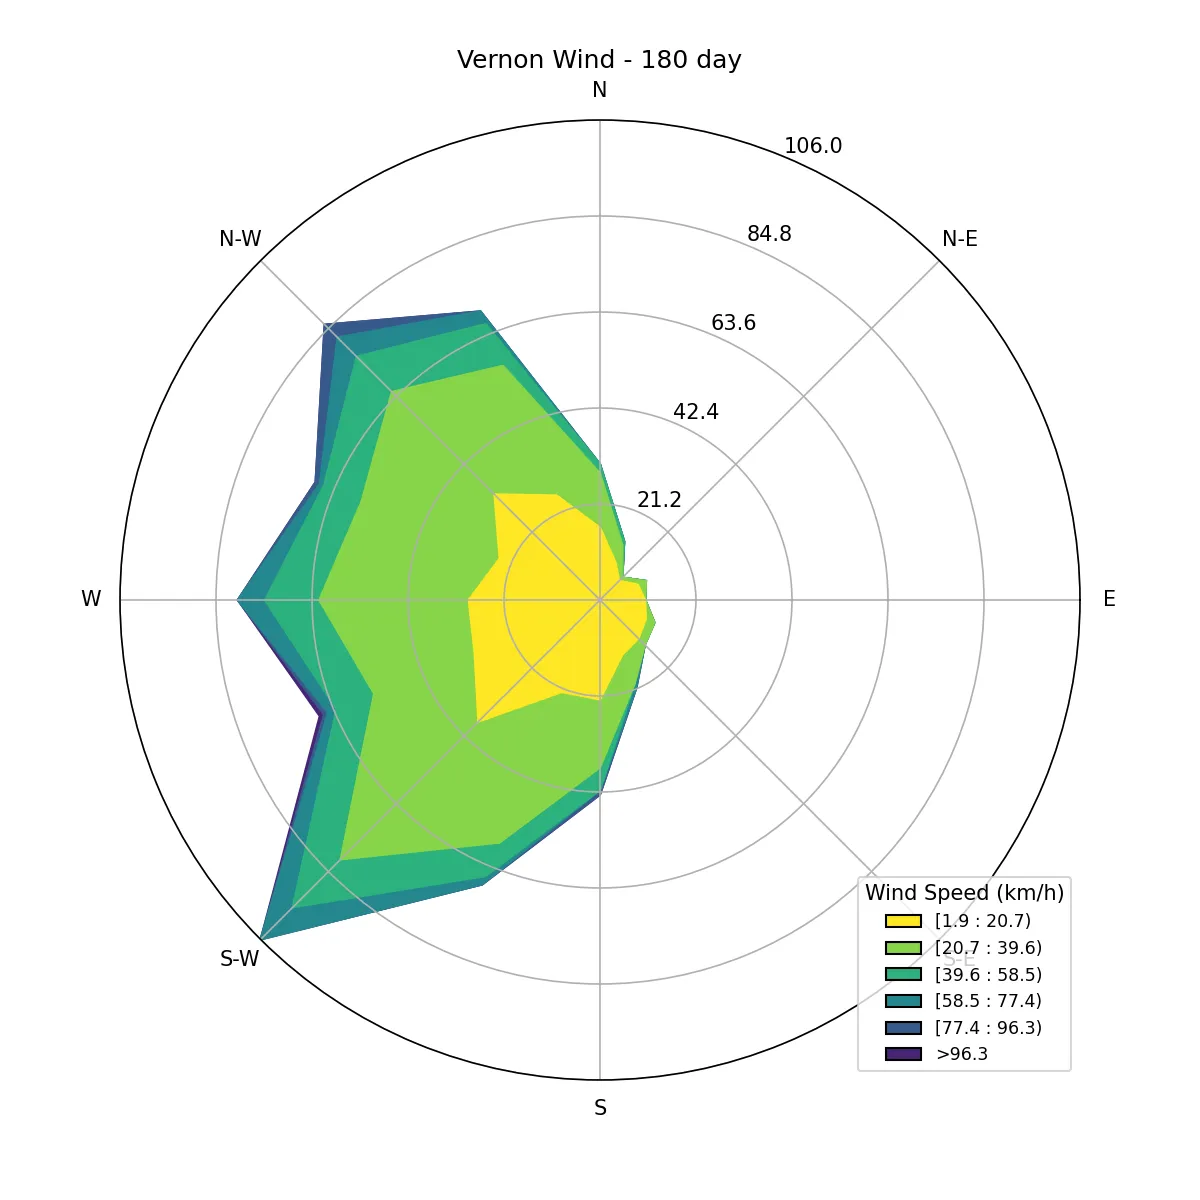 Vernon Wind - 180 day
N
106.0
84.8
N-W
N-E
63.6
42.4
21.2
W
E
S-W
S-E
Wind Speed (km/h)
[1.9 : 20.7)
[20.7 : 39.6)
[39.6 : 58.5)
[58.5 : 77.4)
[77.4 : 96.3)
>96.3
S